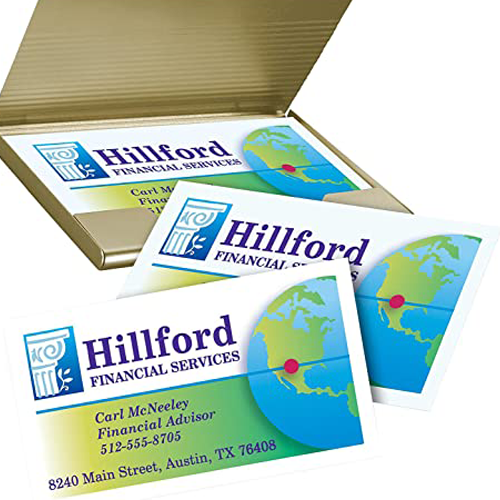 Hillford
FINANCIAL SERVICES
Carl McNeeley
Hillford
FINANCIAL SERVICES
Hillford
FINANCIAL SERVICES
Carl McNeeley
Financial Advisor
512-555-8705
8240 Main Street, Austin, TX 76408